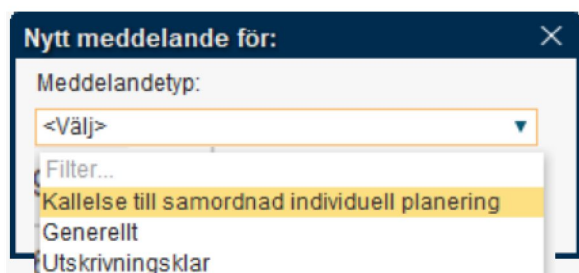 Nytt meddelande för:
Meddelandetyp:
<Välj>
Filter...
Kallelse till samordnad individuell planering
Generellt
Utskrivningsklar